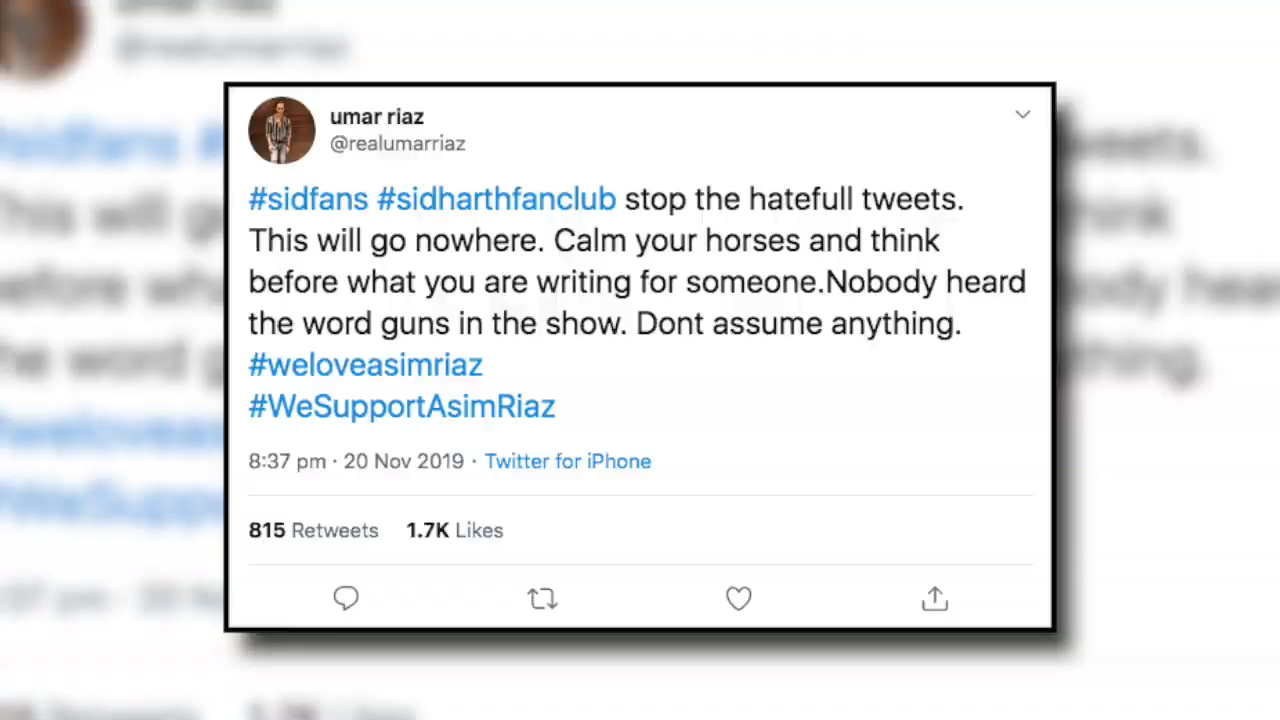 umar riaz
@realumarriaz
#sidfans #sidharthfanclub stop the hatefull tweets.
This will go nowhere. Calm your horses and think
before what you are writing for someone.Nobody heard
the word guns in the show. Dont assume anything.
#weloveasimriaz
#WeSupportAsimRiaz
8:37 pm · 20 Nov 2019 · Twitter for iPhone
815 Retweets 1.7K Likes